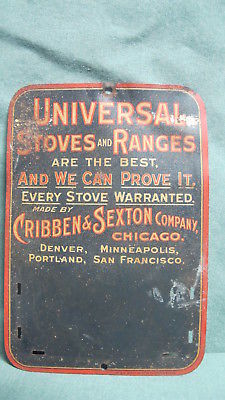 UNIVERSAL
STOVES AND RANGES
ARE THE BEST,
AND WE CAN PROVE IT.
EVERY STOVE WARRANTED.
MADE BY
CRIBBEN & SEXTON COMPANY,
CHICAGO.
DENVER, MINNEAPOLIS,
PORTLAND, SAN FRANCISCO.